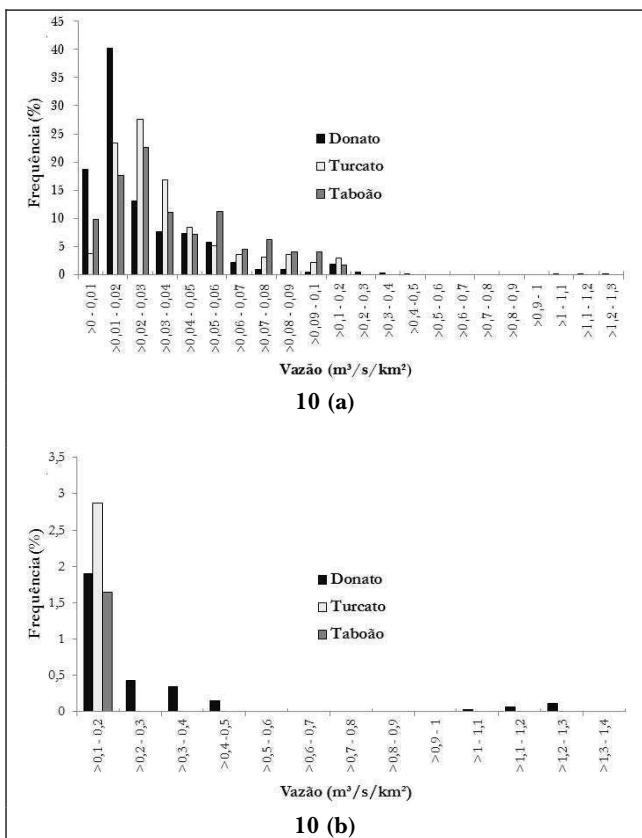 45
40
35
30
25
20
15
10
5
0
Frequência (%)
Donato
Turcato
Taboão
>0 - 0,01
>0,01 - 0,02
>0,02 - 0,03
>0,03 - 0,04
>0,04 - 0,05
>0,05 - 0,06
>0,06 - 0,07
>0,07 - 0,08
>0,08 - 0,09
>0,09 - 0,1
>0,1 - 0,2
>0,2 - 0,3
>0,3 - 0,4
>0,4 -0,5
>0,5 - 0,6
>0,6 - 0,7
>0,7 - 0,8
>0,8 - 0,9
>0,9 - 1
>1 - 1,1
>1,1 - 1,2
>1,2 - 1,3
Vazão (m³/s/km²)
10 (a)
3,5
3
2,5
2
1,5
1
0,5
0
Frequência (%)
Donato
Turcato
Taboão
>0,1 - 0,2
>0,2 - 0,3
>0,3 - 0,4
>0,4 -0,5
>0,5 - 0,6
>0,6 - 0,7
>0,7 - 0,8
>0,8 - 0,9
>0,9 - 1
>1 - 1,1
>1,1 - 1,2
>1,2 - 1,3
>1,3 - 1,4
Vazão (m³/s/km²)
10 (b)